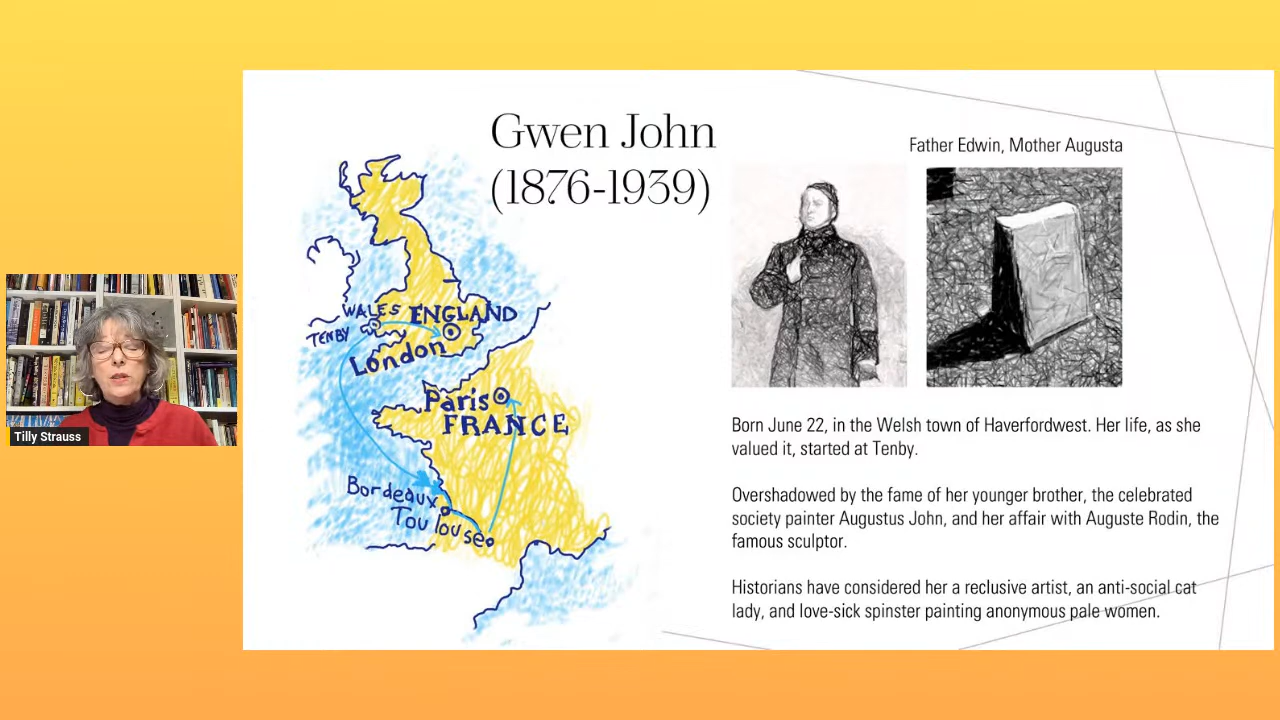 Gwen John
(1876-1939)
Father Edwin, Mother Augusta
WALES ENGLAND
TENBY
London
Paris
FRANCE
Bordeaux
Toulouse
Born June 22, in the Welsh town of Haverfordwest. Her life, as she
valued it, started at Tenby.
Overshadowed by the fame of her younger brother, the celebrated
society painter Augustus John, and her affair with Auguste Rodin, the
famous sculptor.
Historians have considered her a reclusive artist, an anti-social cat
lady, and love-sick spinster painting anonymous pale women.
Tilly Strauss